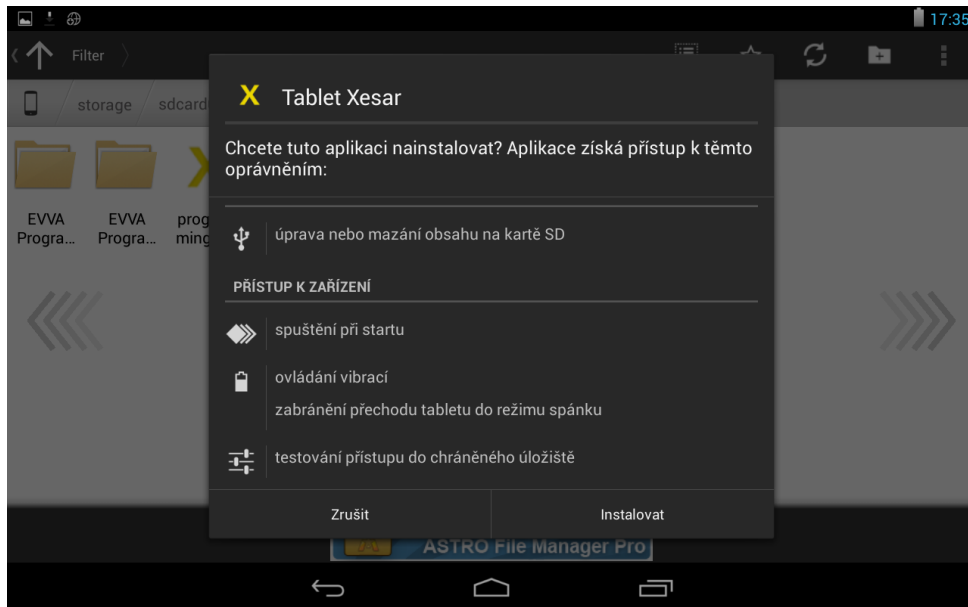 17:35
Filter
storage
sdcard
X Tablet Xesar
Chcete tuto aplikaci nainstalovat? Aplikace získá přístup k těmto
oprávněním:
EVVA
Progra...
EVVA
Progra...
prog
ming
úprava nebo mazání obsahu na kartě SD
PŘÍSTUP K ZAŘÍZENÍ
spuštění při startu
ovládání vibrací
zabránění přechodu tabletu do režimu spánku
testování přístupu do chráněného úložiště
Zrušit
Instalovat
ASTRO File Manager Pro